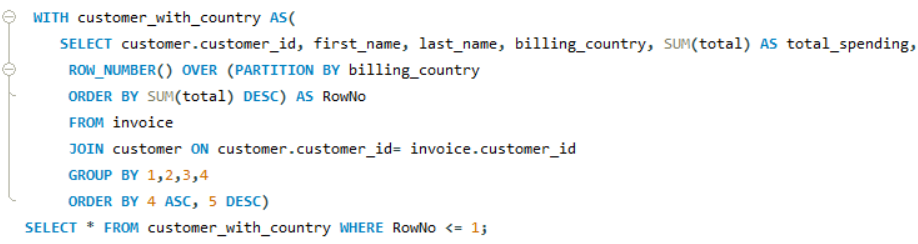 WITH customer_with_country AS(
SELECT customer.customer_id, first_name, last_name, billing_country, SUM(total) AS total_spending,
ROW_NUMBER() OVER (PARTITION BY billing_country
ORDER BY SUM(total) DESC) AS RowNo
FROM invoice
JOIN customer ON customer.customer_id= invoice.customer_id
GROUP BY 1,2,3,4
ORDER BY 4 ASC, 5 DESC)
SELECT * FROM customer_with_country WHERE RowNo <= 1;